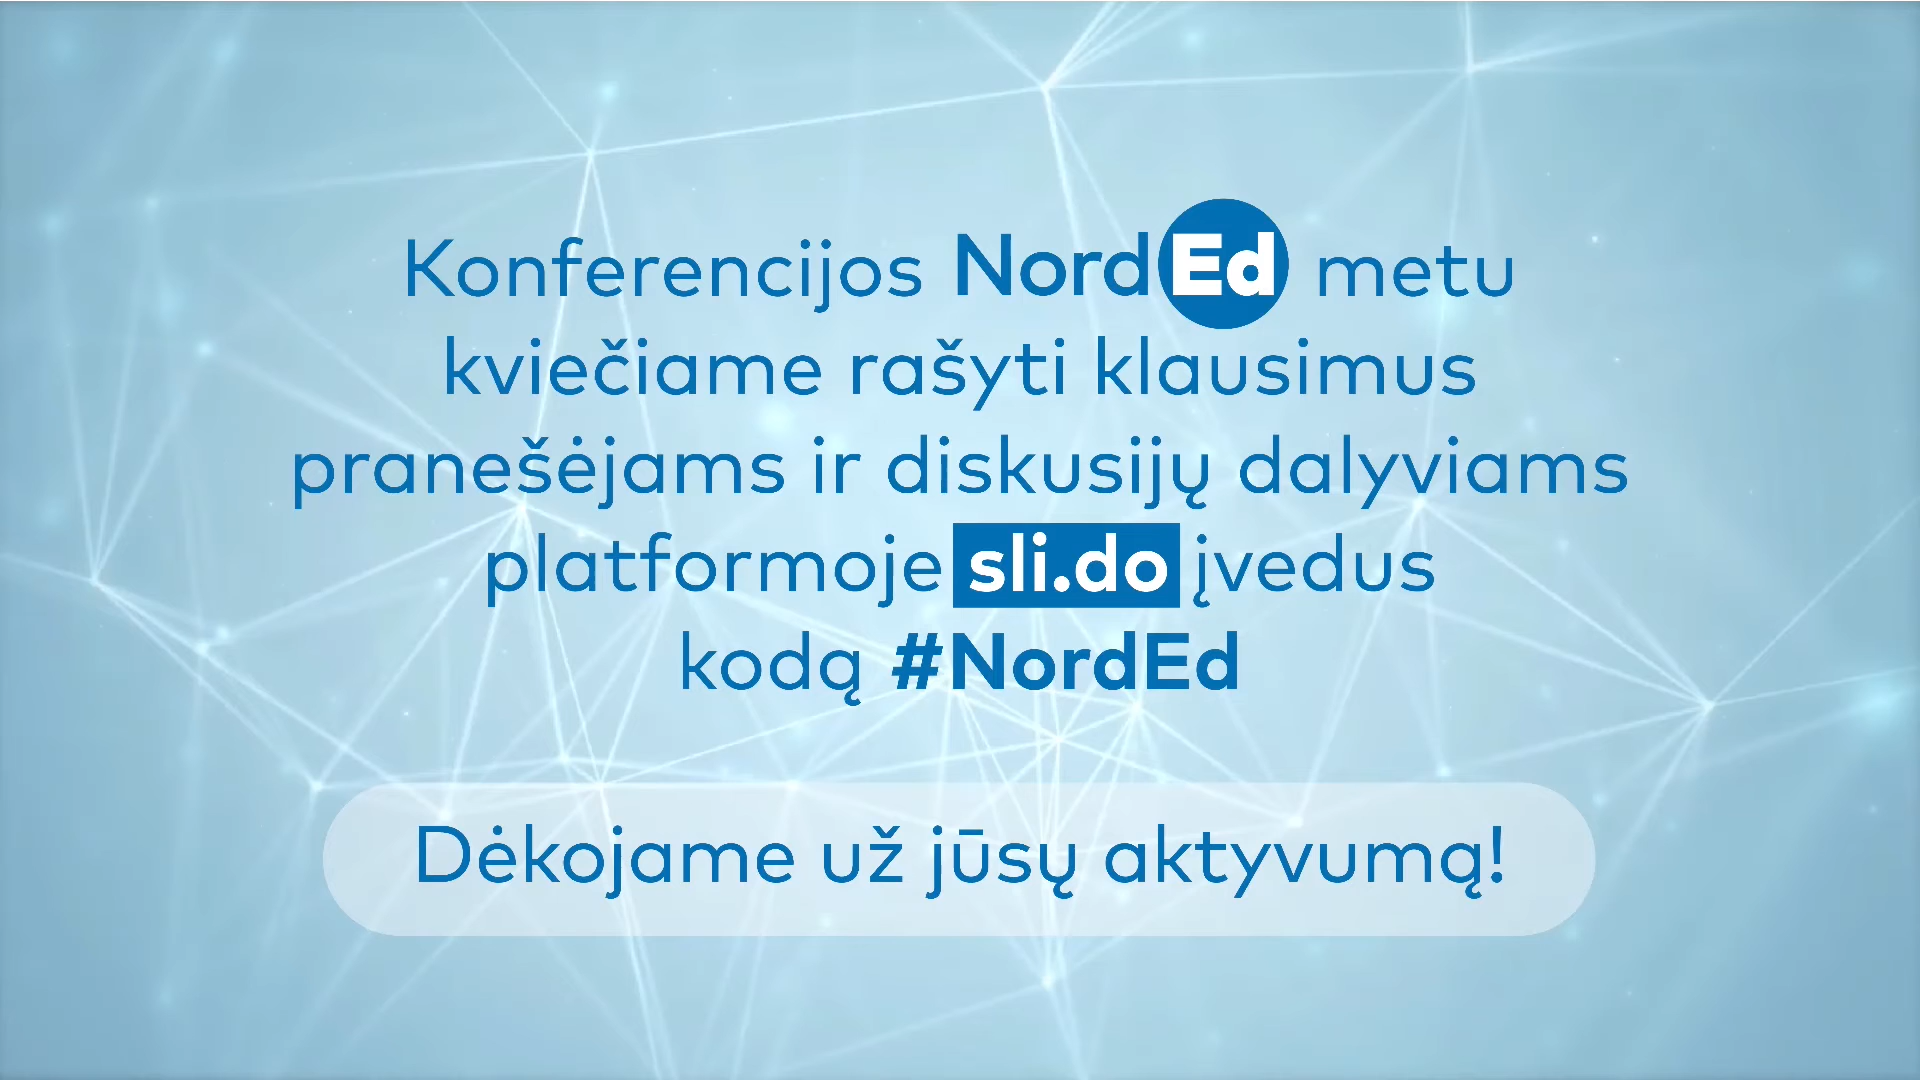 Konferencijos NordEd metu
kviečiame rašyti klausimus
pranešėjams ir diskusijų dalyviams
platformoje sli.do įvedus
kodą #NordEd
Dėkojame už jūsų aktyvumą!